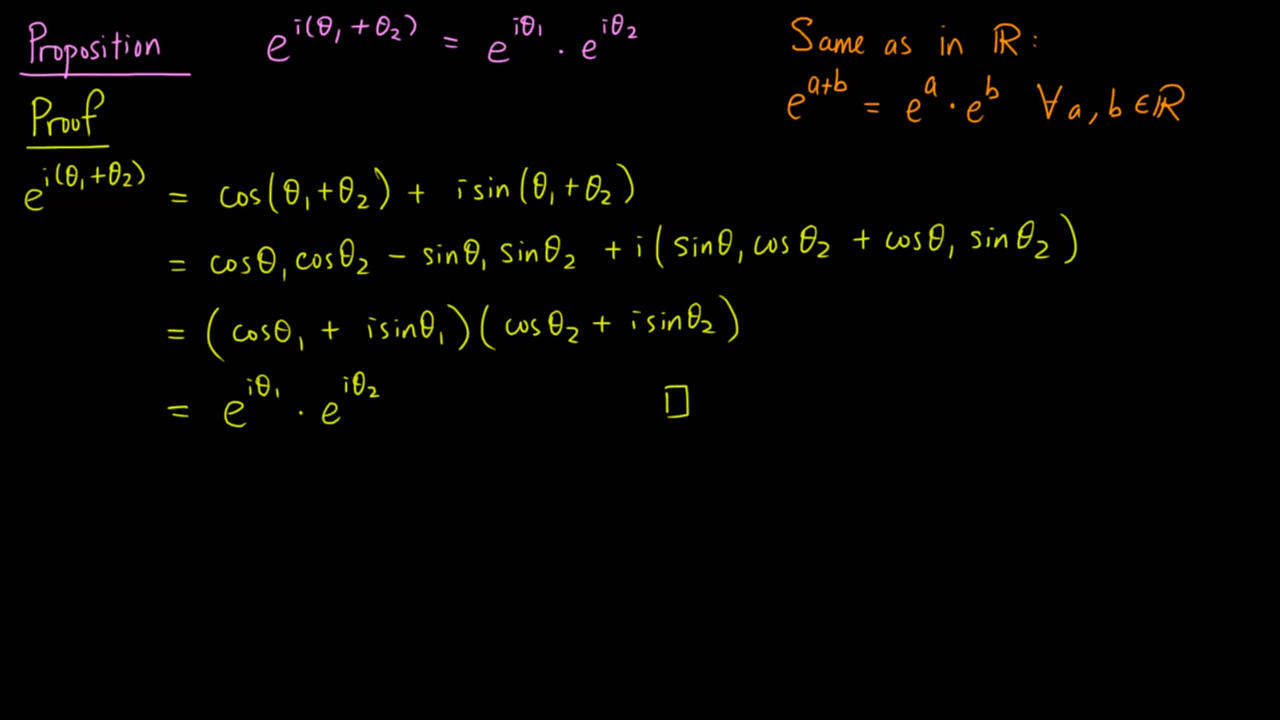 Proposition e^{i(θ₁+θ₂)} = e^{iθ₁} · e^{iθ₂}
Same as in ℝ:
e^{a+b} = e^a · e^b ∀a, b ∈ ℝ
Proof
e^{i(θ₁+θ₂)} = cos(θ₁+θ₂) + i sin(θ₁+θ₂)
= cosθ₁ cosθ₂ − sinθ₁ sinθ₂ + i(sinθ₁ cosθ₂ + cosθ₁ sinθ₂)
= (cosθ₁ + i sinθ₁)(cosθ₂ + i sinθ₂)
= e^{iθ₁} · e^{iθ₂} □